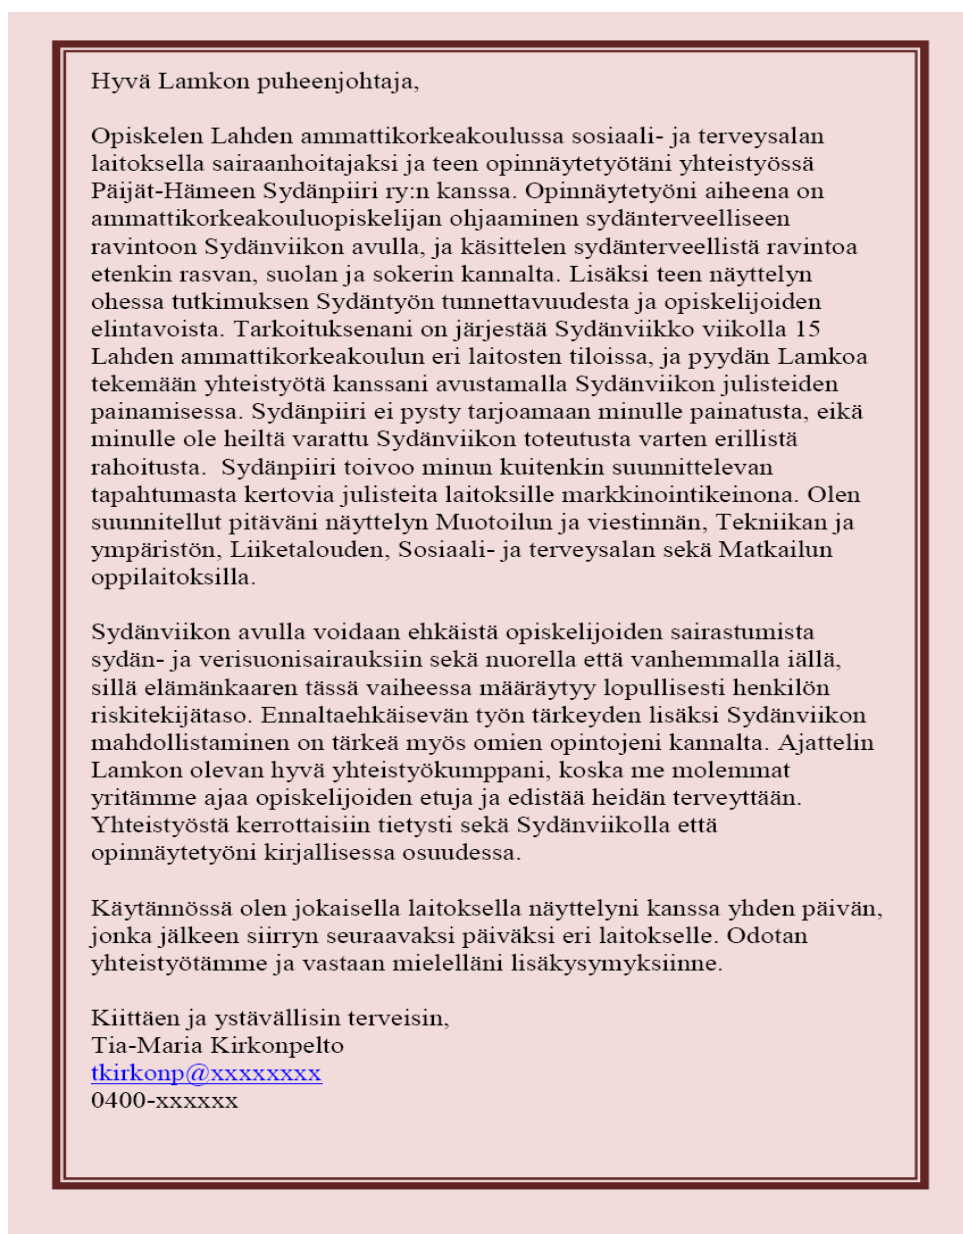 Hyvä Lamkon puheenjohtaja,
Opiskelen Lahden ammattikorkeakoulussa sosiaali- ja terveysalan
laitoksella sairaanhoitajaksi ja teen opinnäytetyötäni yhteistyössä
Päijät-Hämeen Sydänpiiri ry:n kanssa. Opinnäytetyöni aiheena on
ammattikorkeakouluopiskelijan ohjaaminen sydänterveelliseen
ravintoon Sydänviikon avulla, ja käsittelen sydänterveellistä ravintoa
etenkin rasvan, suolan ja sokerin kannalta. Lisäksi teen näyttelyn
ohessa tutkimuksen Sydäntyön tunnettavuudesta ja opiskelijoiden
elintavoista. Tarkoituksenani on järjestää Sydänviikko viikolla 15
Lahden ammattikorkeakoulun eri laitosten tiloissa, ja pyydän Lamkoa
tekemään yhteistyötä kanssani avustamalla Sydänviikon julisteiden
painamisessa. Sydänpiiri ei pysty tarjoamaan minulle painatusta, eikä
minulle ole heiltä varattu Sydänviikon toteutusta varten erillistä
rahoitusta.  Sydänpiiri toivoo minun kuitenkin suunnittelevan
tapahtumasta kertovia julisteita laitoksille markkinointikeinona. Olen
suunnitellut pitäväni näyttelyn Muotoilun ja viestinnän, Tekniikan ja
ympäristön, Liiketalouden, Sosiaali- ja terveysalan sekä Matkailun
oppilaitoksilla.
Sydänviikon avulla voidaan ehkäistä opiskelijoiden sairastumista
sydän- ja verisuonisairauksiin sekä nuorella että vanhemmalla iällä,
sillä elämänkaaren tässä vaiheessa määräytyy lopullisesti henkilön
riskitekijätaso. Ennaltaehkäisevän työn tärkeyden lisäksi Sydänviikon
mahdollistaminen on tärkeä myös omien opintojeni kannalta. Ajattelin
Lamkon olevan hyvä yhteistyökumppani, koska me molemmat
yritämme ajaa opiskelijoiden etuja ja edistää heidän terveyttään.
Yhteistyöstä kerrottaisiin tietysti sekä Sydänviikolla että
opinnäytetyöni kirjallisessa osuudessa.
Käytännössä olen jokaisella laitoksella näyttelyni kanssa yhden päivän,
jonka jälkeen siirryn seuraavaksi päiväksi eri laitokselle. Odotan
yhteistyötämme ja vastaan mielelläni lisäkysymyksiinne.
Kiittäen ja ystävällisin terveisin,
Tia-Maria Kirkonpelto
tkirkonp@xxxxxxxx
0400-xxxxxx